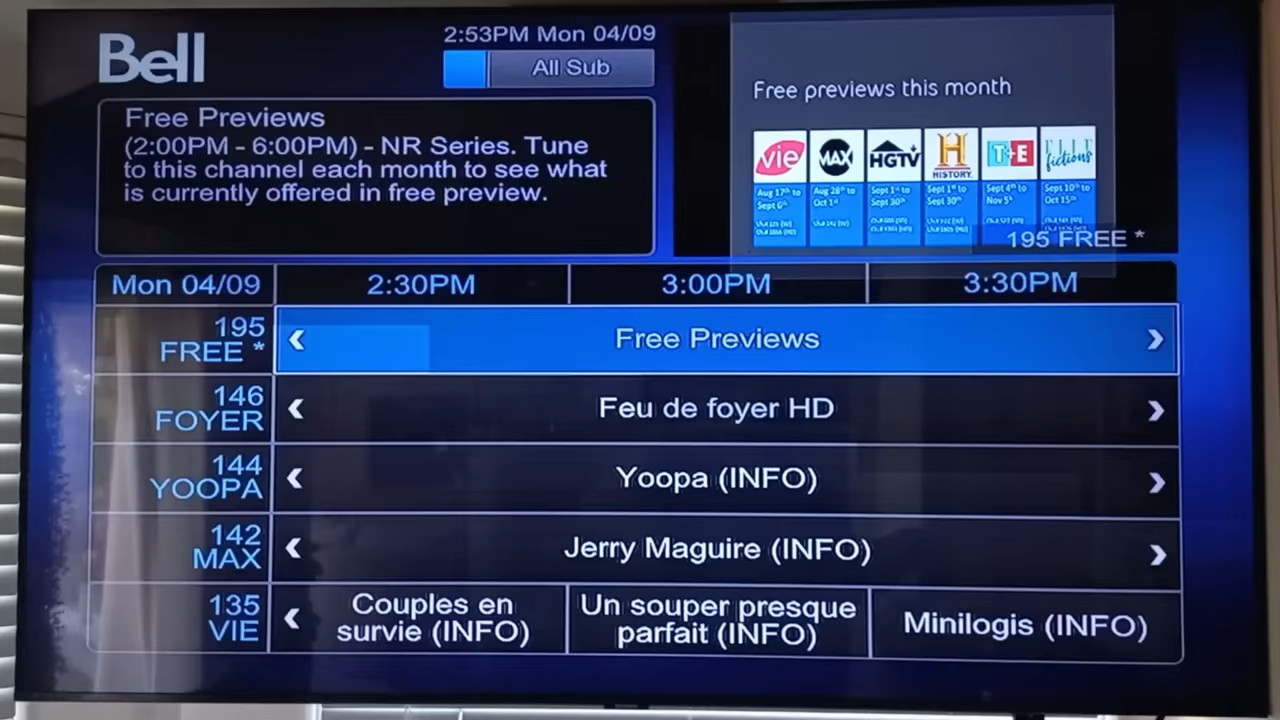 Bell
2:53PM Mon 04/09
All Sub
Free Previews
(2:00PM - 6:00PM) - NR Series. Tune
to this channel each month to see what
is currently offered in free preview.
Free previews this month
vie
MAX
HGTV
H
HISTORY
T+E
ELLE
fictions
Aug 17th to
Sept 6th
Aug 28th to
Oct 1st
Sept 1st to
Sept 30th
Sept 1st to
Sept 30th
Sept 4th to
Nov 5th
Sept 10th to
Oct 15th
195 FREE *
Mon 04/09
2:30PM
3:00PM
3:30PM
195
FREE *
Free Previews
146
FOYER
Feu de foyer HD
144
YOOPA
Yoopa (INFO)
142
MAX
Jerry Maguire (INFO)
135
VIE
Couples en
survie (INFO)
Un souper presque
parfait (INFO)
Minilogis (INFO)